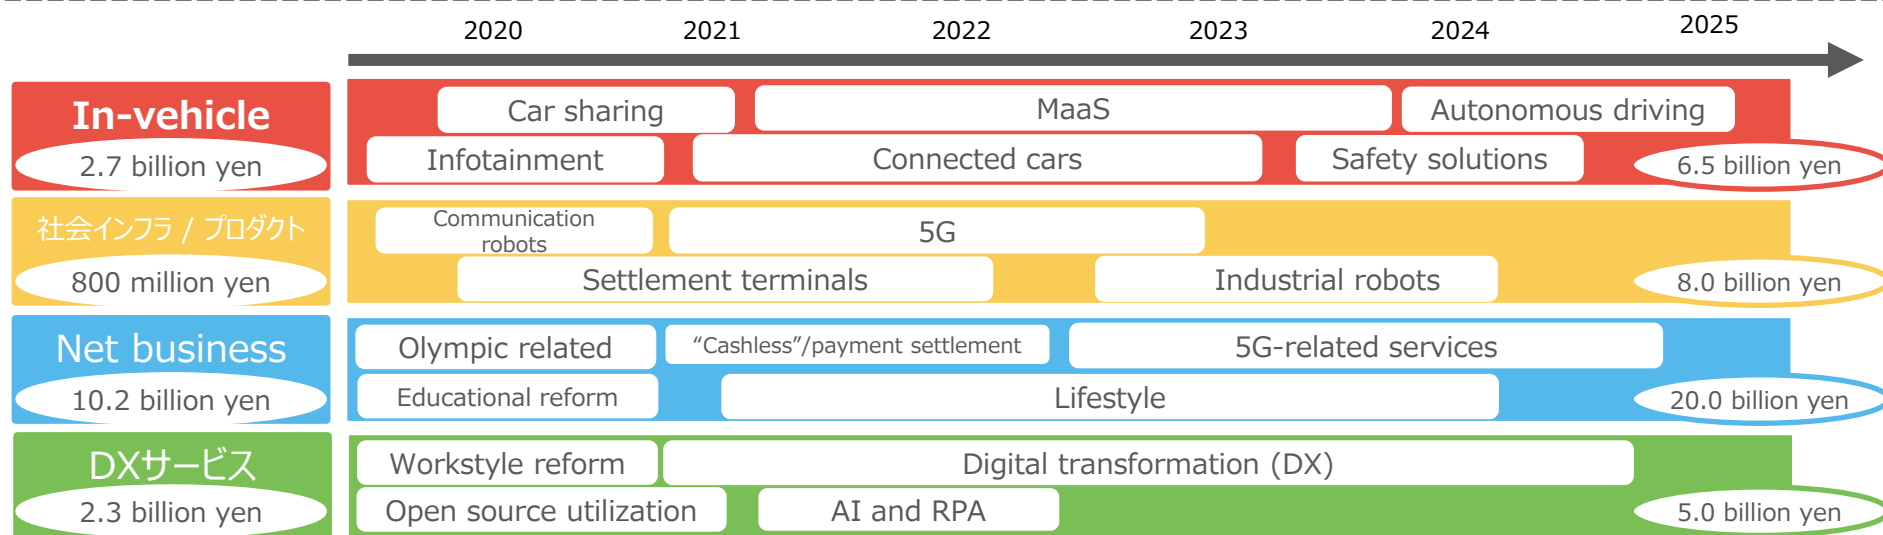 2020 2021 2022 2023 2024 2025
In-vehicle
2.7 billion yen
Car sharing MaaS Autonomous driving
Infotainment Connected cars Safety solutions
6.5 billion yen
社会インフラ / プロダクト
800 million yen
Communication
robots
5G
Settlement terminals Industrial robots
8.0 billion yen
Net business
10.2 billion yen
Olympic related “Cashless”/payment settlement 5G-related services
Educational reform Lifestyle
20.0 billion yen
DXサービス
2.3 billion yen
Workstyle reform Digital transformation (DX)
Open source utilization AI and RPA
5.0 billion yen